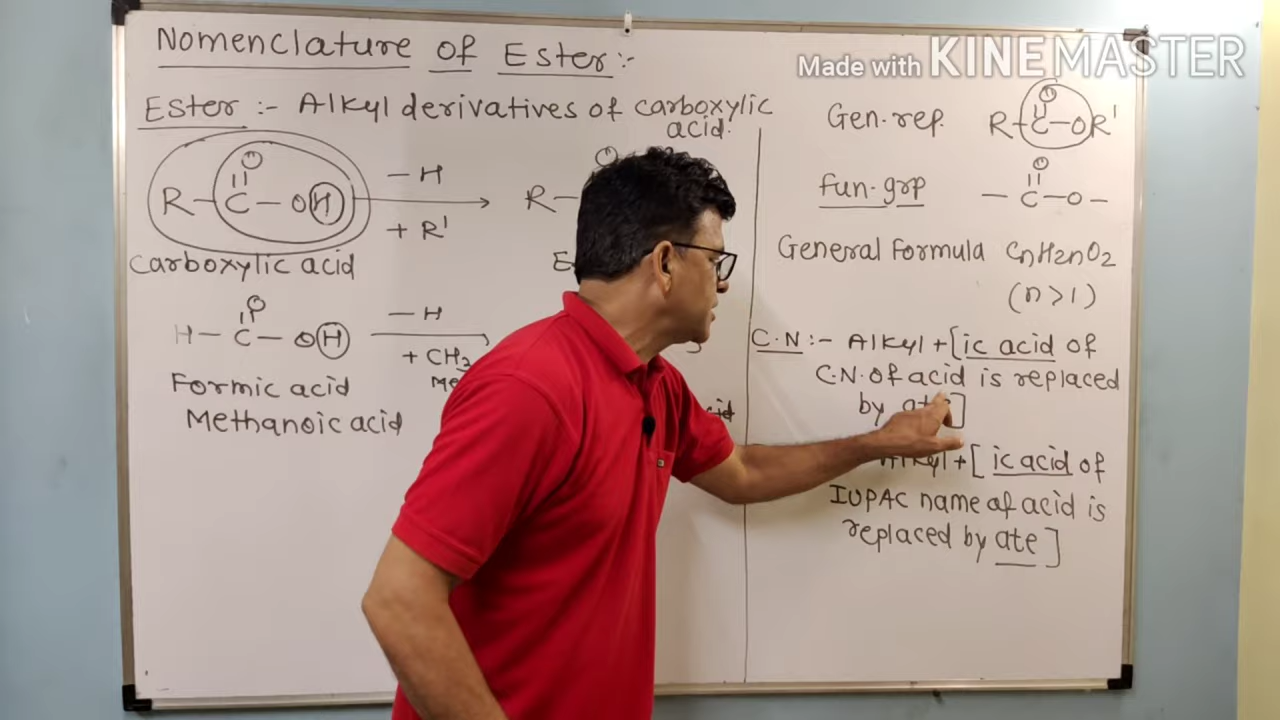 Nomenclature of Ester:-
Made with KINEMASTER
Ester :- Alkyl derivatives of carboxylic
acid.
R-C-OH
O
-H
+ R'
R-
O
carboxylic acid
H-C-OH
O
-H
+ CH3
Me
Formic acid
Methanoic acid
Gen. rep.
R-C-OR'
O
fun. grp
-C-O-
O
General Formula CnH2nO2
(n>1)
C.N :- Alkyl + [ic acid of
C.N. of acid is replaced
by ate]
Alkyl + [ic acid of
IUPAC name of acid is
replaced by ate]